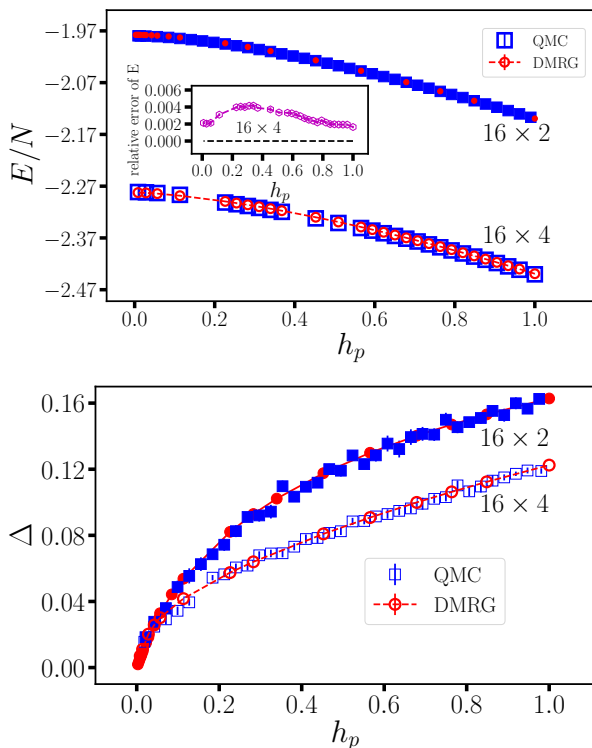 −1.97
−2.07
−2.17
−2.27
−2.37
−2.47
E/N
QMC
DMRG
16 × 2
relative error of E
0.006
0.004
0.002
0.000
16 × 4
0.0 0.2 0.4 0.6 0.8 1.0
h_p
16 × 4
0.0 0.2 0.4 0.6 0.8 1.0
h_p
0.16
0.12
0.08
0.04
0.00
Δ
16 × 2
16 × 4
QMC
DMRG
0.0 0.2 0.4 0.6 0.8 1.0
h_p